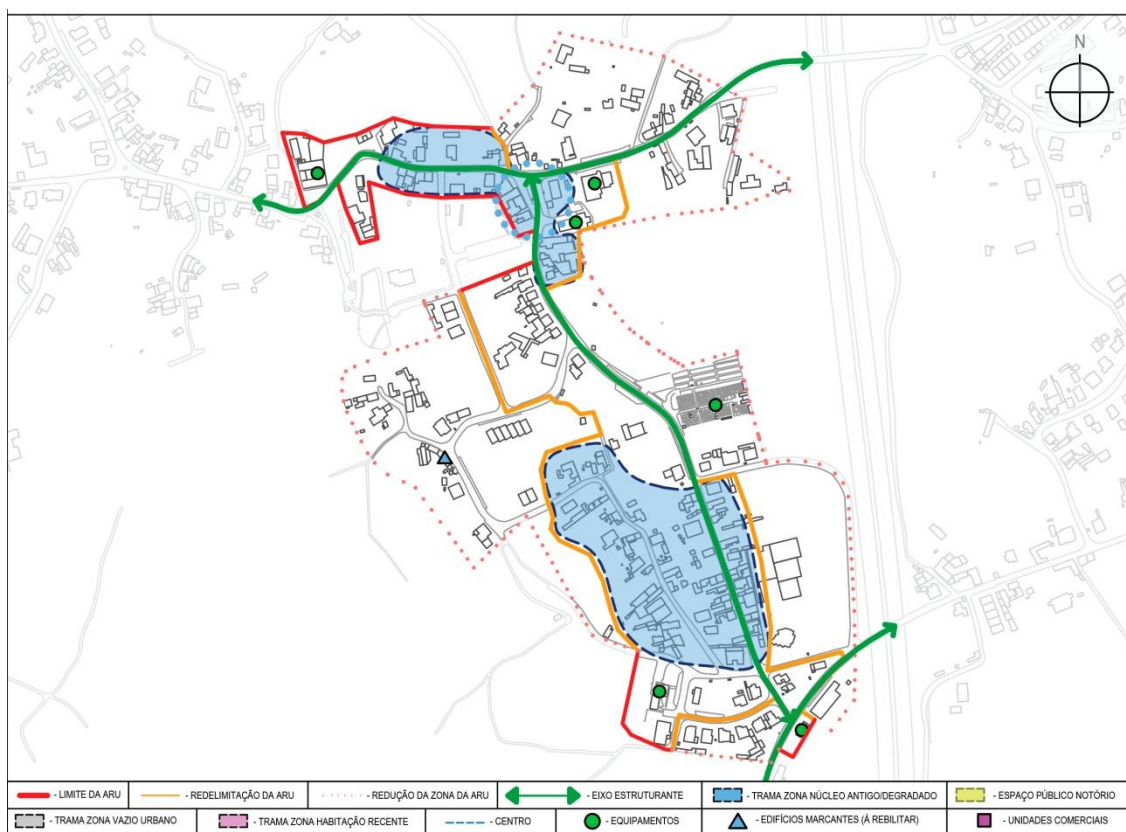 N
- LIMITE DA ARU
- REDELIMITAÇÃO DA ARU
- REDUÇÃO DA ZONA DA ARU
- EIXO ESTRUTURANTE
- TRAMA ZONA NÚCLEO ANTIGO/DEGRADADO
- ESPAÇO PÚBLICO NOTÓRIO
- TRAMA ZONA VAZIO URBANO
- TRAMA ZONA HABITAÇÃO RECENTE
- CENTRO
- EQUIPAMENTOS
- EDIFÍCIOS MARCANTES (Á REBILITAR)
- UNIDADES COMERCIAIS